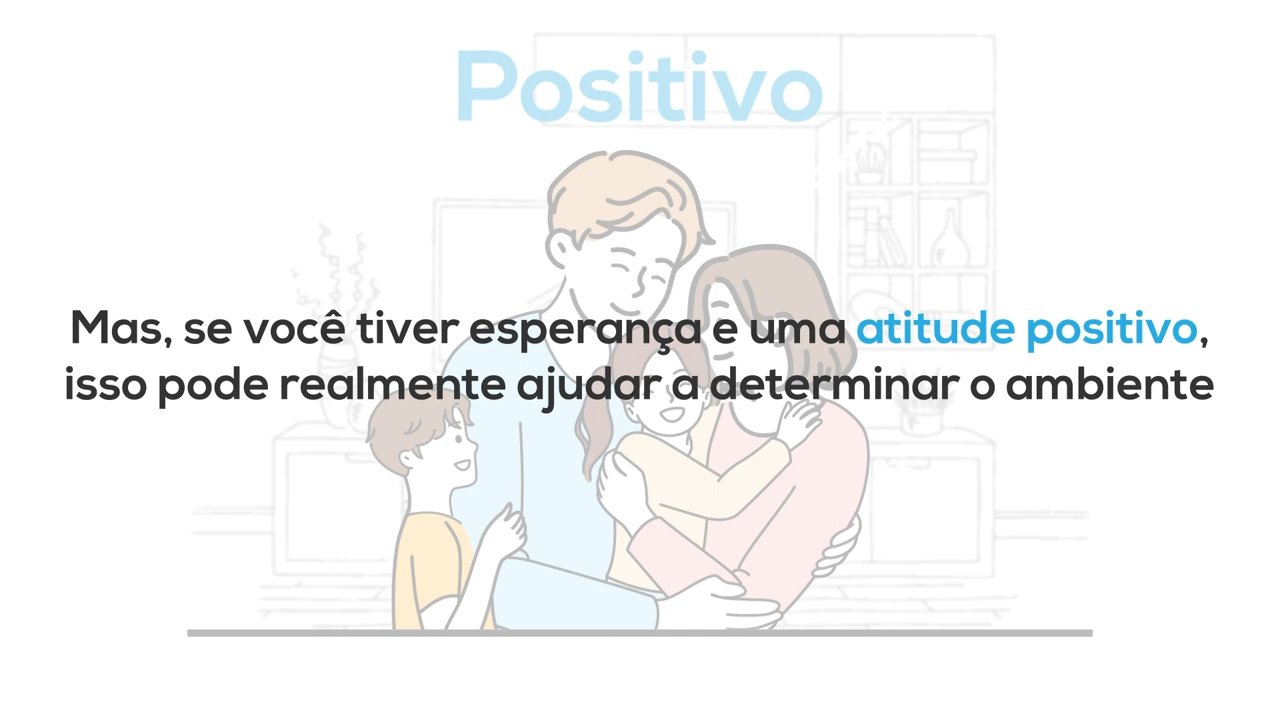 Positivo
Mas, se você tiver esperança e uma atitude positivo,
isso pode realmente ajudar a determinar o ambiente